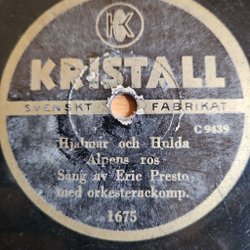 K
KRISTALL
SVENSKT FABRIKAT
C 9439
Hjalmar och Hulda
Alpens ros
Sång av Eric Presto
med orkesterackomp.
1675